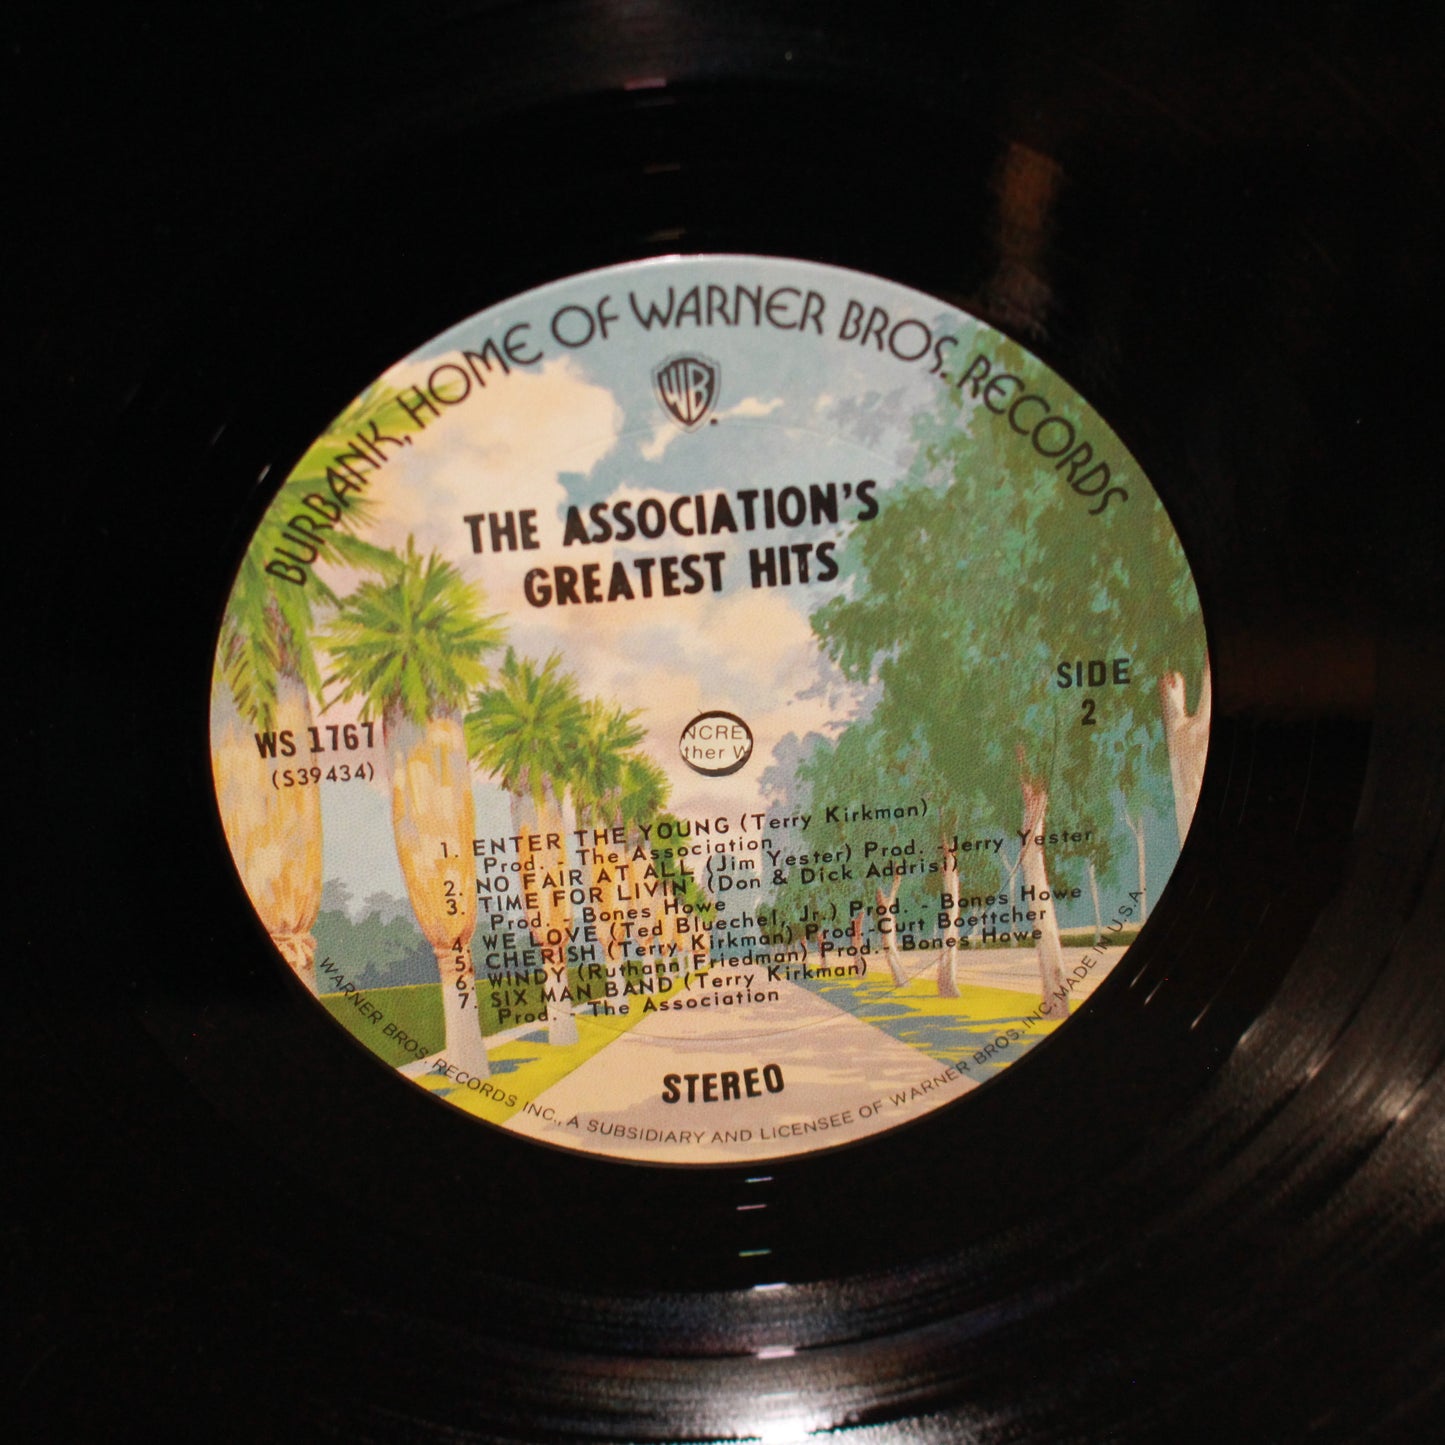 BURBANK, HOME OF WARNER BROS. RECORDS
WB
THE ASSOCIATION'S
GREATEST HITS
SIDE
2
WS 1767
(S39434)
NCRE
ther W
1. ENTER THE YOUNG (Terry Kirkman)
Prod. - The Association
2. NO FAIR AT ALL (Jim Yester) Prod. -Jerry Yester
3. TIME FOR LIVIN' (Don & Dick Addrisi)
Prod. - Bones Howe
4. WE LOVE (Ted Bluechel, Jr.) Prod. - Bones Howe
5. CHERISH (Terry Kirkman) Prod.-Curt Boettcher
6. WINDY (Ruthann Friedman) Prod.- Bones Howe
7. SIX MAN BAND (Terry Kirkman)
Prod. - The Association
STEREO
WARNER BROS. RECORDS INC., A SUBSIDIARY AND LICENSEE OF WARNER BROS. INC. MADE IN U.S.A.